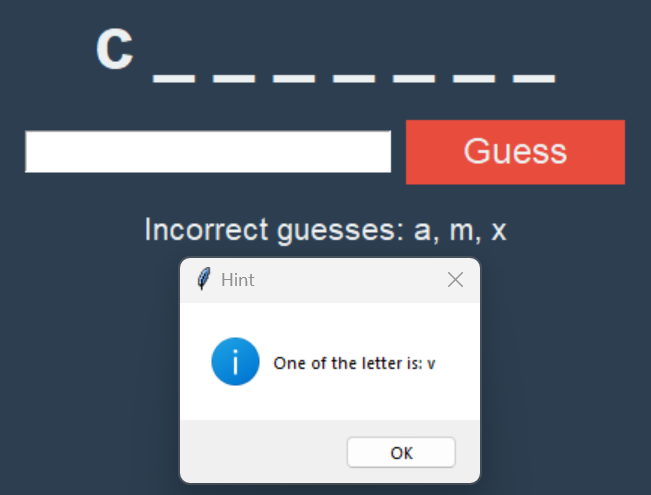 C _ _ _ _ _ _ _
Guess
Incorrect guesses: a, m, x
Hint
One of the letter is: v
OK